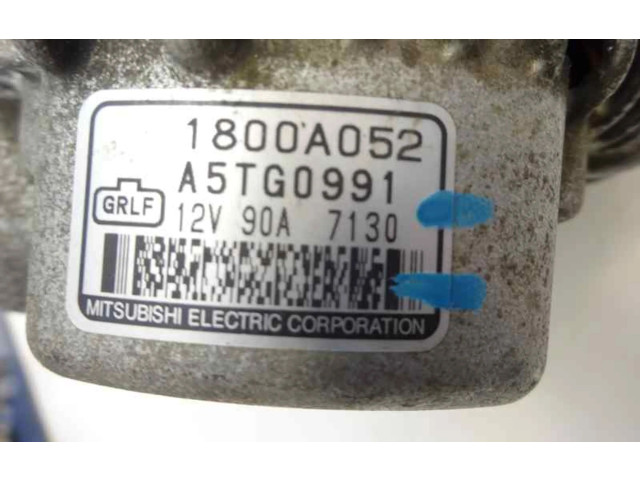 1800A052
A5TG0991
GRLF 12V 90A 7130
MITSUBISHI ELECTRIC CORPORATION